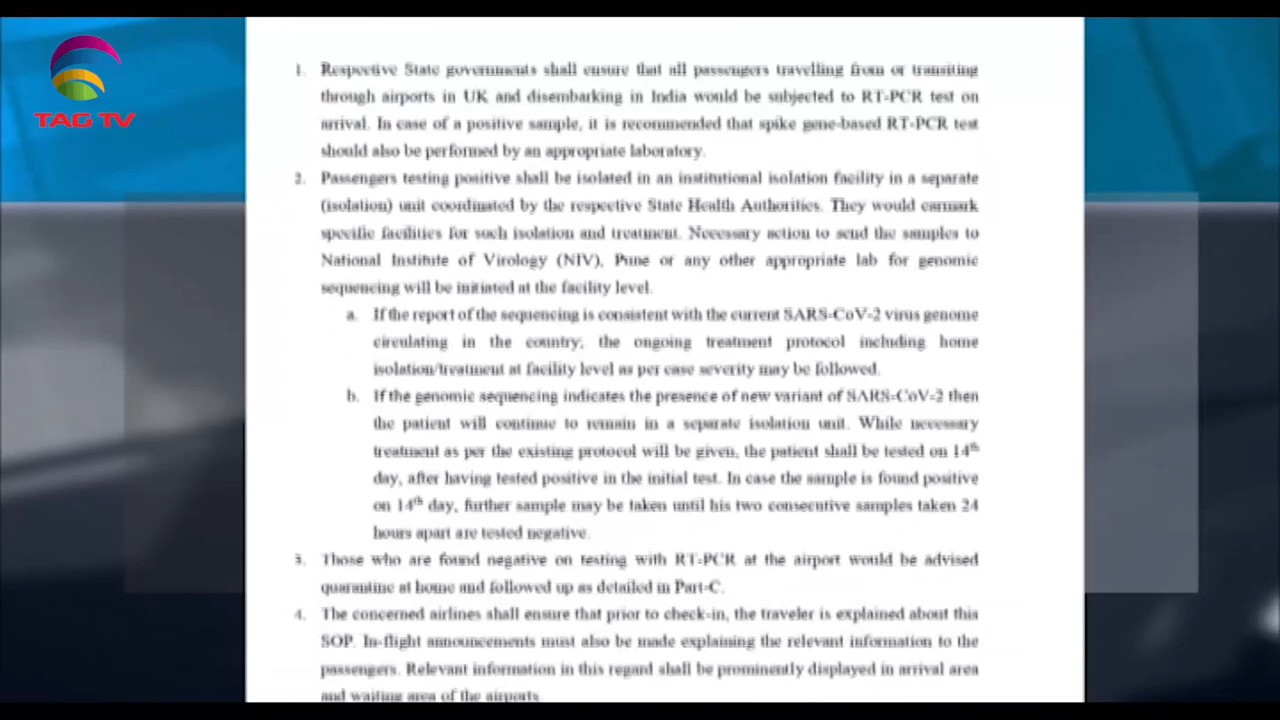 TAG TV
1. Respective State governments shall ensure that all passengers travelling from or transiting
through airports in UK and disembarking in India would be subjected to RT-PCR test on
arrival. In case of a positive sample, it is recommended that spike gene-based RT-PCR test
should also be performed by an appropriate laboratory.
2. Passengers testing positive shall be isolated in an institutional isolation facility in a separate
(isolation) unit coordinated by the respective State Health Authorities. They would earmark
specific facilities for such isolation and treatment. Necessary action to send the samples to
National Institute of Virology (NIV), Pune or any other appropriate lab for genomic
sequencing will be initiated at the facility level.
a. If the report of the sequencing is consistent with the current SARS-CoV-2 virus genome
circulating in the country; the ongoing treatment protocol including home
isolation/treatment at facility level as per case severity may be followed.
b. If the genomic sequencing indicates the presence of new variant of SARS-CoV-2 then
the patient will continue to remain in a separate isolation unit. While necessary
treatment as per the existing protocol will be given, the patient shall be tested on 14th
day, after having tested positive in the initial test. In case the sample is found positive
on 14th day, further sample may be taken until his two consecutive samples taken 24
hours apart are tested negative.
3. Those who are found negative on testing with RT-PCR at the airport would be advised
quarantine at home and followed up as detailed in Part-C.
4. The concerned airlines shall ensure that prior to check-in, the traveler is explained about this
SOP. In-flight announcements must also be made explaining the relevant information to the
passengers. Relevant information in this regard shall be prominently displayed in arrival area
and waiting area of the airports.